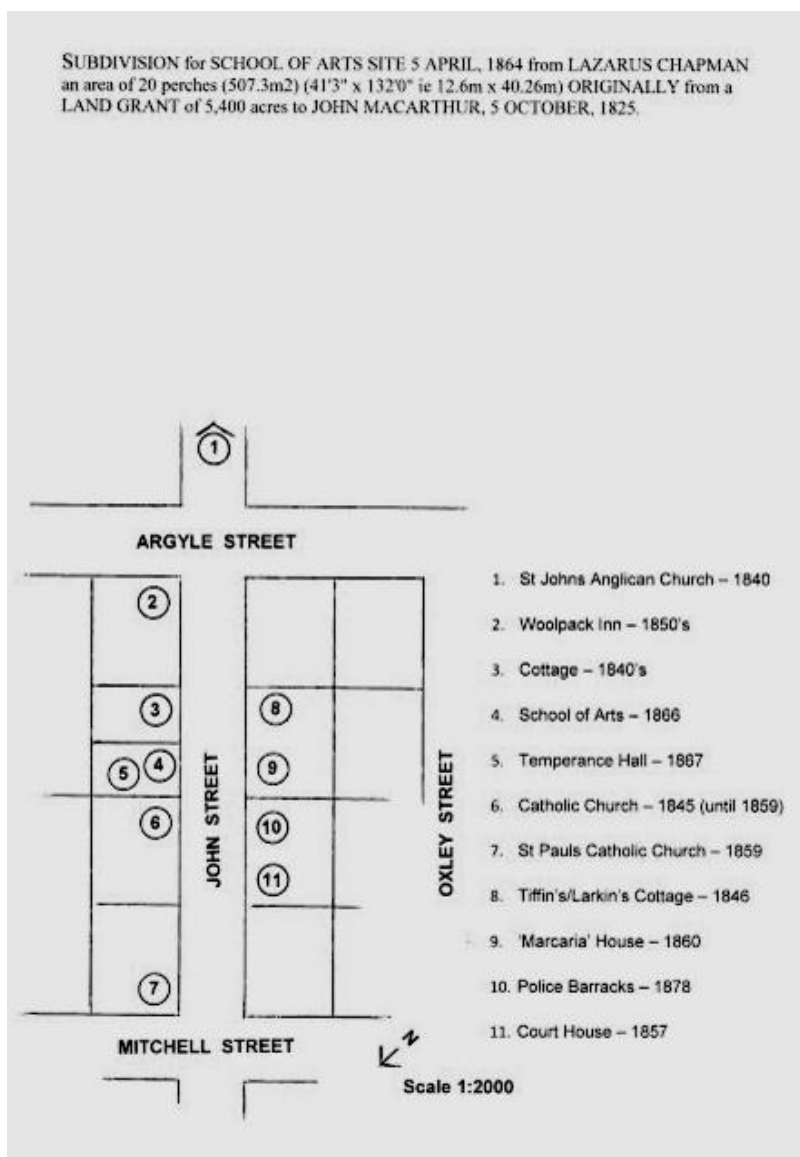 SUBDIVISION for SCHOOL OF ARTS SITE 5 APRIL, 1864 from LAZARUS CHAPMAN
an area of 20 perches (507.3m2) (41'3" x 132'0" ie 12.6m x 40.26m) ORIGINALLY from a
LAND GRANT of 5,400 acres to JOHN MACARTHUR, 5 OCTOBER, 1825.
1
ARGYLE STREET
2
3
8
4
5
9
6
10
11
7
JOHN STREET
OXLEY STREET
MITCHELL STREET
N
Scale 1:2000
1. St Johns Anglican Church – 1840
2. Woolpack Inn – 1850's
3. Cottage – 1840's
4. School of Arts – 1866
5. Temperance Hall – 1867
6. Catholic Church – 1845 (until 1859)
7. St Pauls Catholic Church – 1859
8. Tiffin's/Larkin's Cottage – 1846
9. 'Marcaria' House – 1860
10. Police Barracks – 1878
11. Court House – 1857